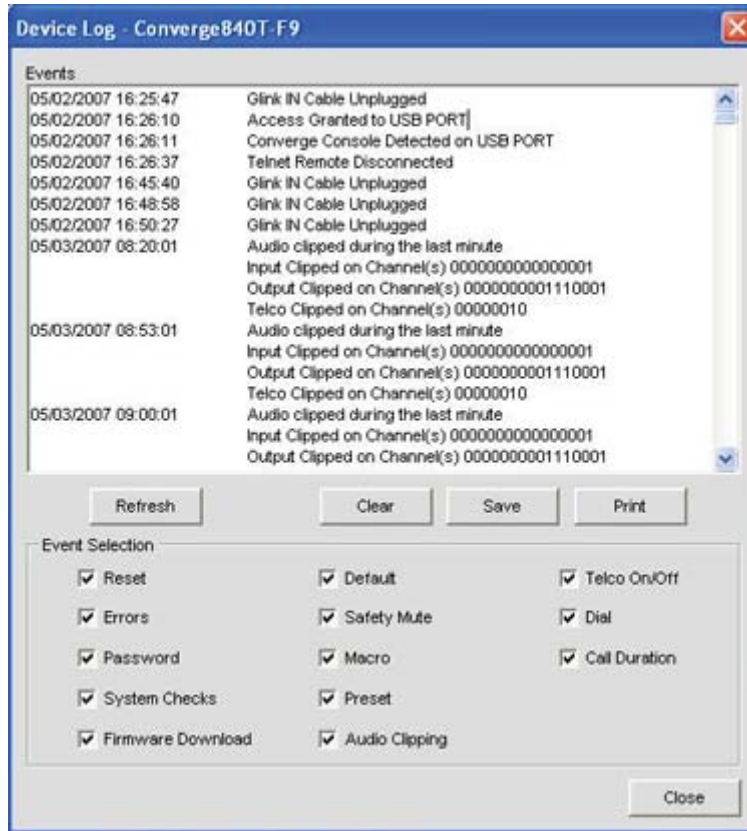 Device Log - Converge840T-F9
Events
05/02/2007 16:25:47 Glink IN Cable Unplugged
05/02/2007 16:26:10 Access Granted to USB PORT
05/02/2007 16:26:11 Converge Console Detected on USB PORT
05/02/2007 16:26:37 Telnet Remote Disconnected
05/02/2007 16:45:40 Glink IN Cable Unplugged
05/02/2007 16:48:58 Glink IN Cable Unplugged
05/02/2007 16:50:27 Glink IN Cable Unplugged
05/03/2007 08:20:01 Audio clipped during the last minute
Input Clipped on Channel(s) 0000000000000001
Output Clipped on Channel(s) 0000000001110001
Telco Clipped on Channel(s) 00000010
05/03/2007 08:53:01 Audio clipped during the last minute
Input Clipped on Channel(s) 0000000000000001
Output Clipped on Channel(s) 0000000001110001
Telco Clipped on Channel(s) 00000010
05/03/2007 09:00:01 Audio clipped during the last minute
Input Clipped on Channel(s) 0000000000000001
Output Clipped on Channel(s) 0000000001110001
Refresh Clear Save Print
Event Selection
Reset Default Telco On/Off
Errors Safety Mute Dial
Password Macro Call Duration
System Checks Preset
Firmware Download Audio Clipping
Close